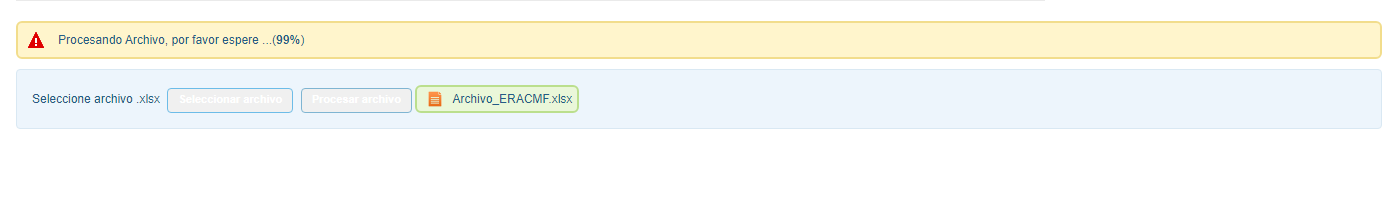 Procesando Archivo, por favor espere ...(99%)
Seleccione archivo .xlsx Seleccionar archivo Procesar archivo Archivo_ERACMF.xlsx